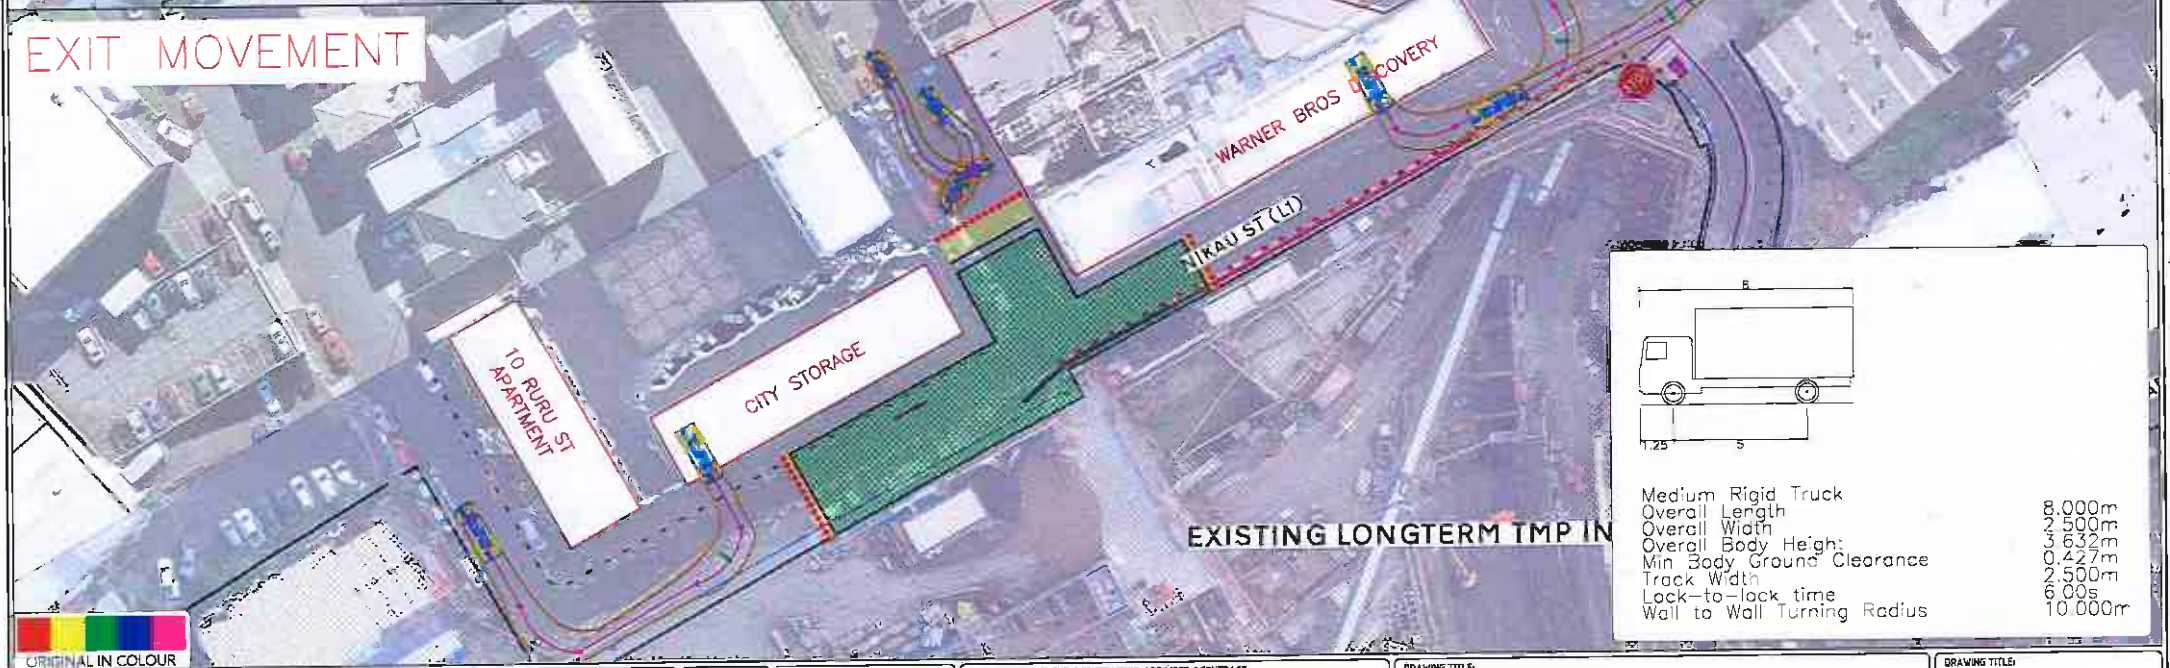 EXIT MOVEMENT
WARNER BROS
COVERY
NIKAU ST (L1)
CITY STORAGE
10 RURU ST
APARTMENT
EXISTING LONGTERM TMP IN
8
1.25
5
Medium Rigid Truck
Overall Length 8.000m
Overall Width 2.500m
Overall Body Height 3.632m
Min Body Ground Clearance 0.427m
Track Width 2.500m
Lock-to-lock time 6.00s
Wall to Wall Turning Radius 10.000m
ORIGINAL IN COLOUR
DRAWING TITLE:
DRAWING TITLE: